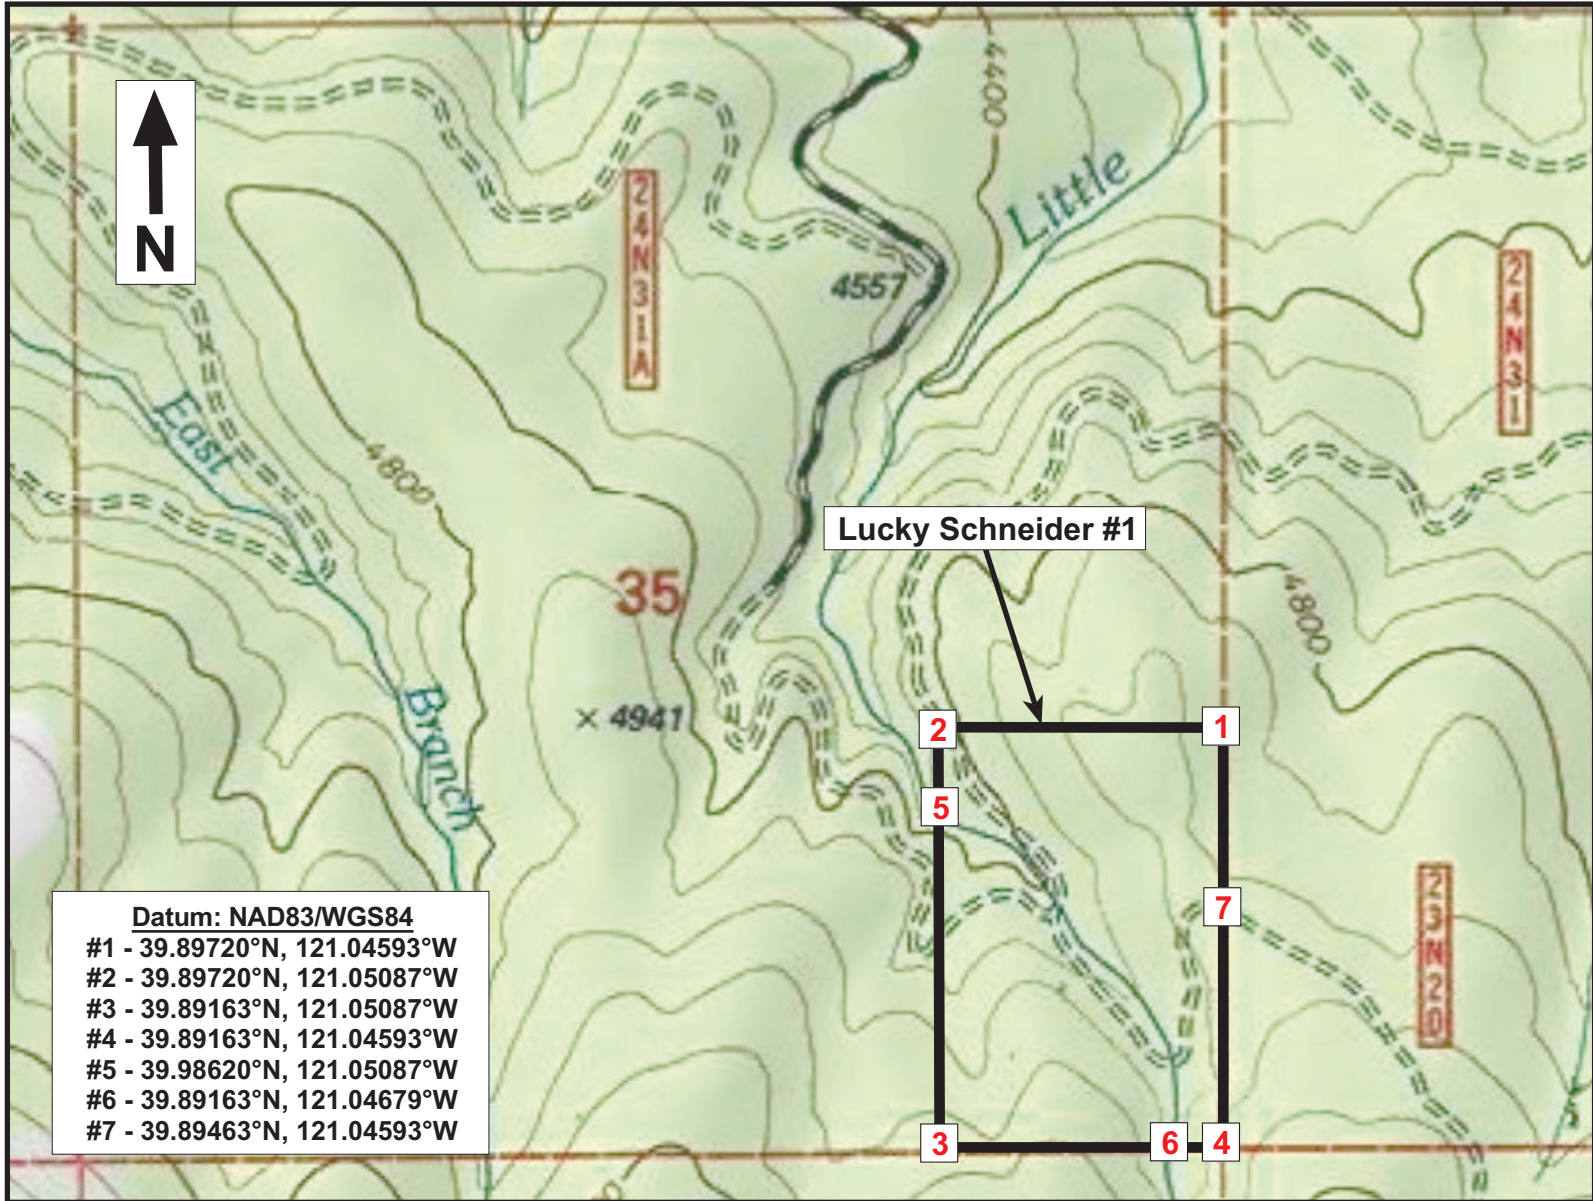 4400
Little
N
24N31A
4557
24N31
East
4800
Lucky Schneider #1
35
4800
Branch
× 4941
2
1
5
23N20
7
Datum: NAD83/WGS84
#1 - 39.89720°N, 121.04593°W
#2 - 39.89720°N, 121.05087°W
#3 - 39.89163°N, 121.05087°W
#4 - 39.89163°N, 121.04593°W
#5 - 39.98620°N, 121.05087°W
#6 - 39.89163°N, 121.04679°W
#7 - 39.89463°N, 121.04593°W
3
6
4